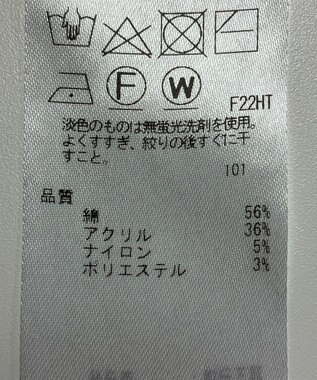 F W F22HT
淡色のものは無蛍光洗剤を使用。
よくすすぎ、絞りの後すぐに干
すこと。
101
品質
綿 56%
アクリル 36%
ナイロン 5%
ポリエステル 3%